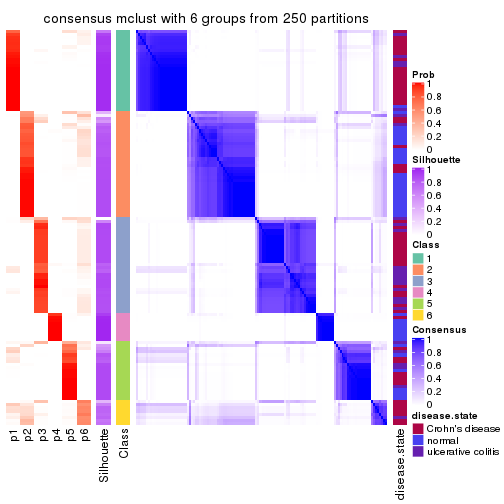 consensus mclust with 6 groups from 250 partitions
Prob
1
0.8
0.6
0.4
0.2
0
Silhouette
1
0.8
0.6
0.4
0.2
0
Class
1
2
3
4
5
6
Consensus
1
0.8
0.6
0.4
0.2
0
disease.state
Crohn's disease
normal
ulcerative colitis
p1
p2
p3
p4
p5
p6
Silhouette
Class
disease.state